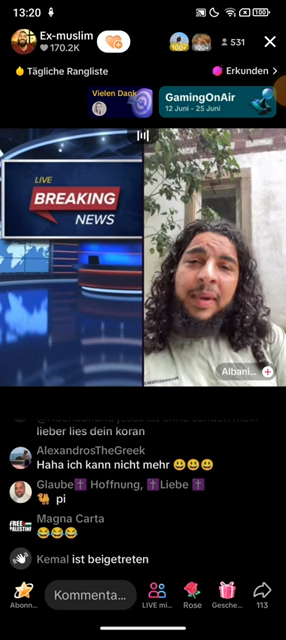 13:20
100
Ex-muslim
170.2K
100+
100+
531
Tägliche Rangliste
Erkunden >
Vielen Dank
GamingOnAir
12 Juni - 25 Juni
LIVE
BREAKING
NEWS
Albani...
lieber lies dein koran
AlexandrosTheGreek
Haha ich kann nicht mehr 😃😃😃
Glaube✝️ Hoffnung, ✝️Liebe ✝️
🐫 pi
FREE
Magna Carta
😂😂😂
Kemal ist beigetreten
Kommenta...
Abonn...
LIVE mi...
Rose
Gesche...
113